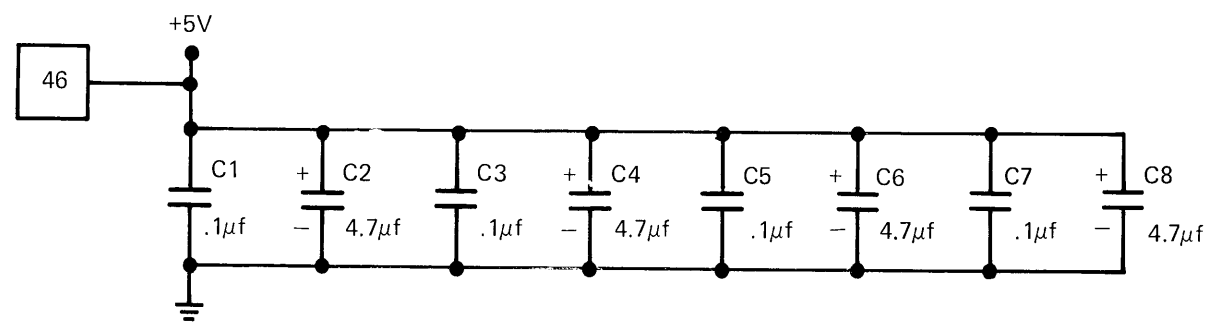 +5V
46
C1 + C2 C3 + C4 C5 + C6 C7 + C8
.1μf − 4.7μf .1μf − 4.7μf .1μf − 4.7μf .1μf − 4.7μf